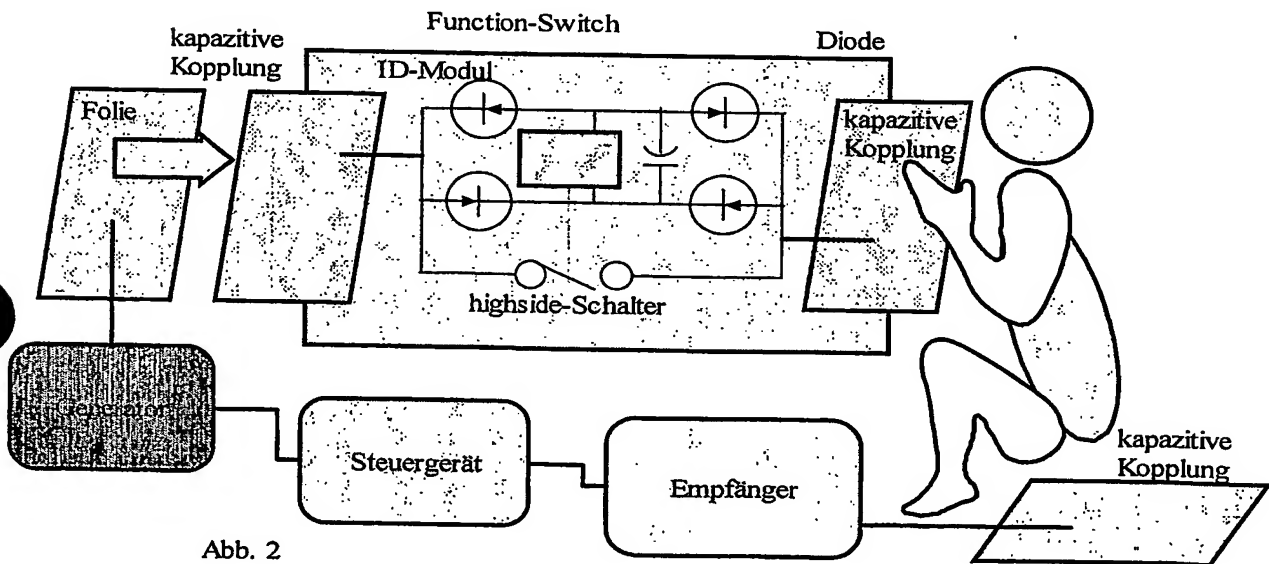 Function-Switch
kapazitive
Kopplung
Diode
ID-Modul
Folie
kapazitive
Kopplung
highside-Schalter
Generator
Steuergerät
Empfänger
kapazitive
Kopplung
Abb. 2